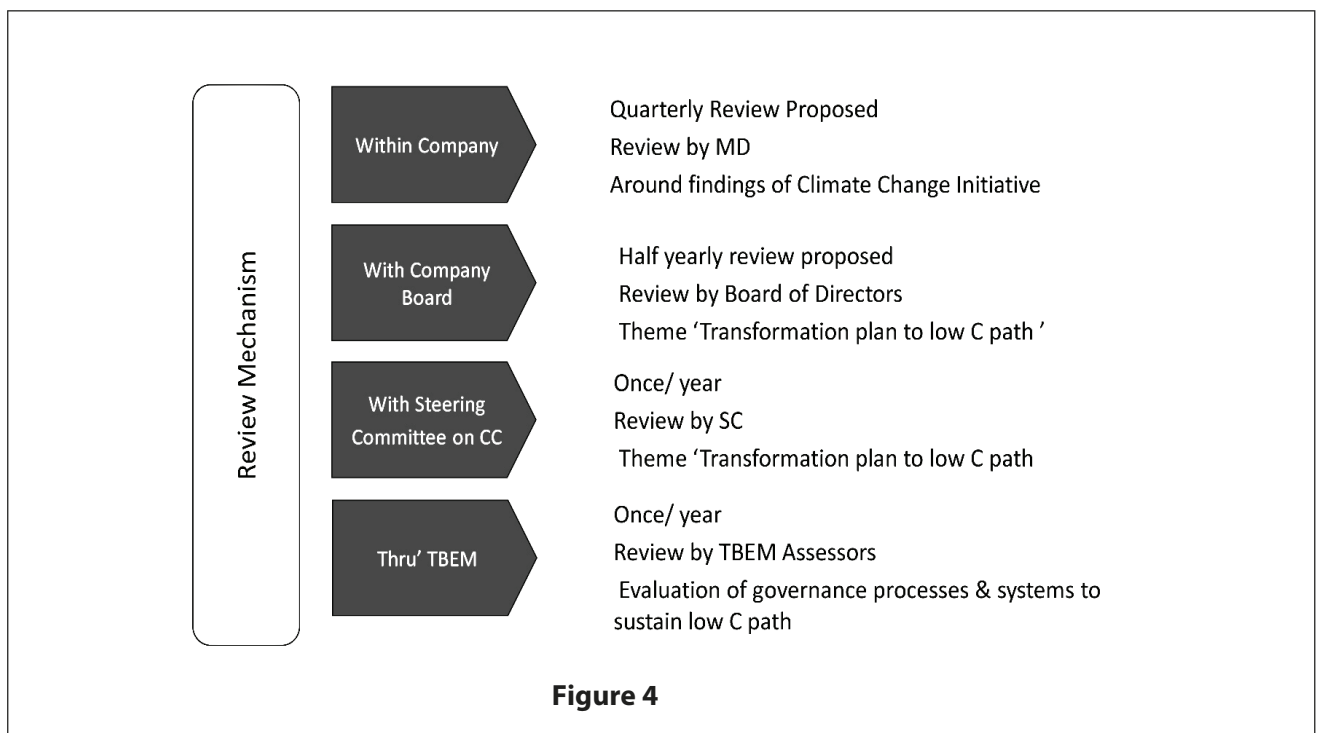 Review Mechanism
Within Company
Quarterly Review Proposed
Review by MD
Around findings of Climate Change Initiative
With Company
Board
Half yearly review proposed
Review by Board of Directors
Theme ‘Transformation plan to low C path ’
With Steering
Committee on CC
Once/ year
Review by SC
Theme ‘Transformation plan to low C path
Thru’ TBEM
Once/ year
Review by TBEM Assessors
Evaluation of governance processes & systems to
sustain low C path
Figure 4